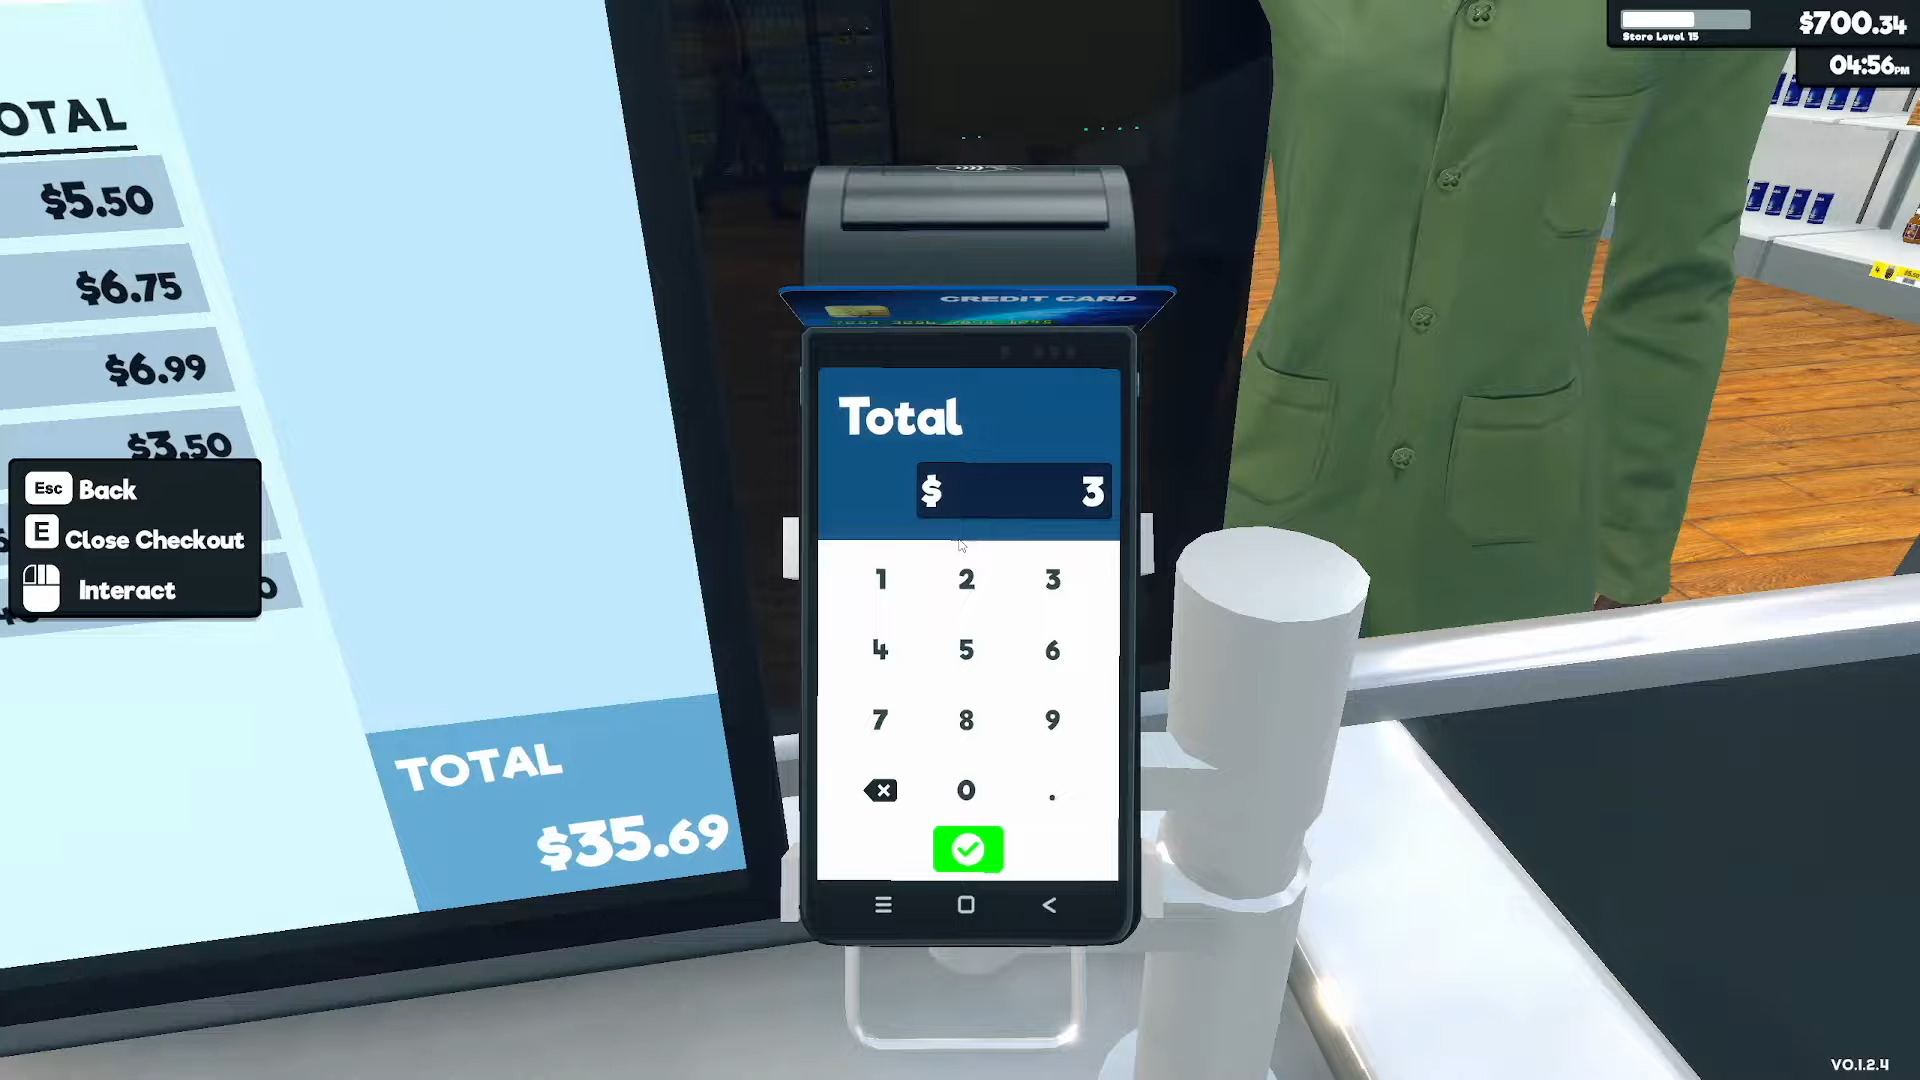 Store Level 15
$700.34
04:56PM
OTAL
$5.50
$6.75
$6.99
$3.50
Esc Back
E Close Checkout
Interact
0
TOTAL
$35.69
CREDIT CARD
Total
$ 3
1 2 3
4 5 6
7 8 9
0 .
V0.1.2.4